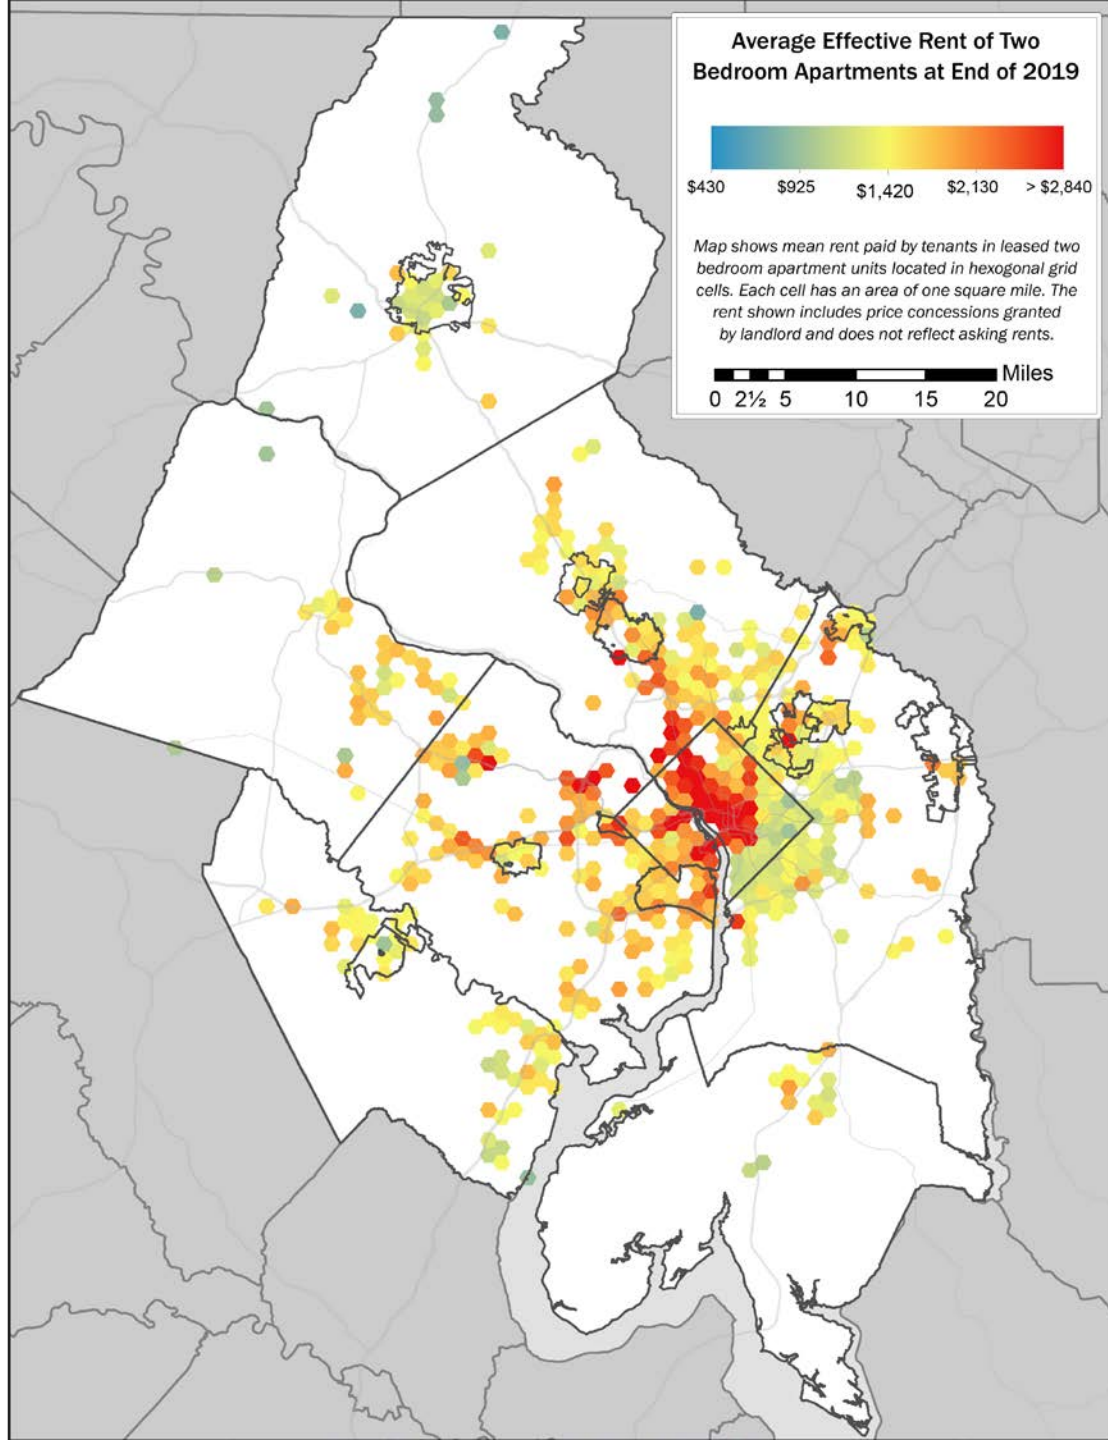 Average Effective Rent of Two
Bedroom Apartments at End of 2019
$430 $925 $1,420 $2,130 > $2,840
Map shows mean rent paid by tenants in leased two
bedroom apartment units located in hexogonal grid
cells. Each cell has an area of one square mile. The
rent shown includes price concessions granted
by landlord and does not reflect asking rents.
Miles
0 2½ 5 10 15 20